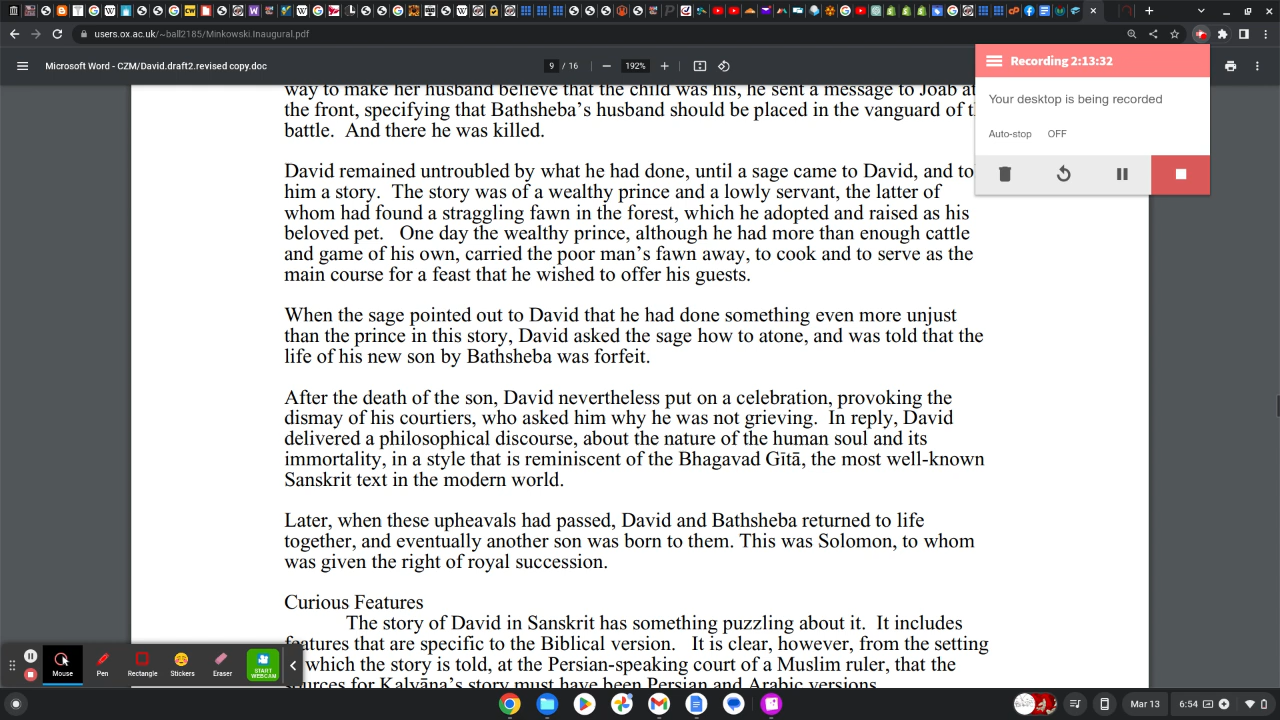 users.ox.ac.uk/~ball2185/Minkowski.Inaugural.pdf
Microsoft Word - CZM/David.draft2.revised copy.doc
9 / 16
192%
Recording 2:13:32
Your desktop is being recorded
Auto-stop OFF
way to make her husband believe that the child was his, he sent a message to Joab at
the front, specifying that Bathsheba's husband should be placed in the vanguard of
battle. And there he was killed.
David remained untroubled by what he had done, until a sage came to David, and
him a story. The story was of a wealthy prince and a lowly servant, the latter of
whom had found a straggling fawn in the forest, which he adopted and raised as his
beloved pet. One day the wealthy prince, although he had more than enough cattle
and game of his own, carried the poor man's fawn away, to cook and to serve as the
main course for a feast that he wished to offer his guests.
When the sage pointed out to David that he had done something even more unjust
than the prince in this story, David asked the sage how to atone, and was told that the
life of his new son by Bathsheba was forfeit.
After the death of the son, David nevertheless put on a celebration, provoking the
dismay of his courtiers, who asked him why he was not grieving. In reply, David
delivered a philosophical discourse, about the nature of the human soul and its
immortality, in a style that is reminiscent of the Bhagavad Gītā, the most well-known
Sanskrit text in the modern world.
Later, when these upheavals had passed, David and Bathsheba returned to life
together, and eventually another son was born to them. This was Solomon, to whom
was given the right of royal succession.
Curious Features
The story of David in Sanskrit has something puzzling about it. It includes
features that are specific to the Biblical version. It is clear, however, from the setting
which the story is told, at the Persian-speaking court of a Muslim ruler, that the
sources for Kalyāna's story must have been Persian and Arabic versions.
Mouse
Pen
Rectangle
Stickers
Eraser
START
WEBCAM
Mar 13
6:54